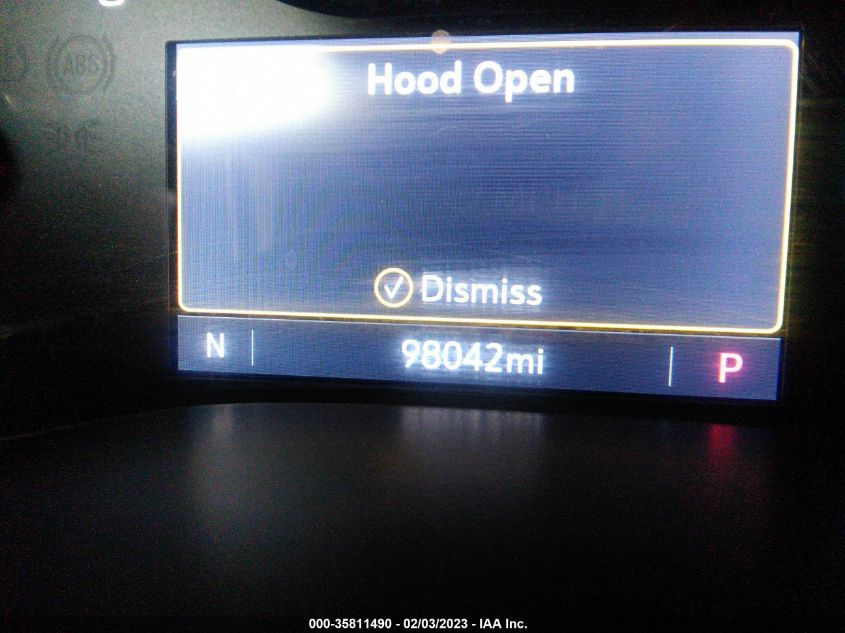 ABS
Hood Open
Dismiss
N
98042mi
P
000-35811490 - 02/03/2023 - IAA Inc.